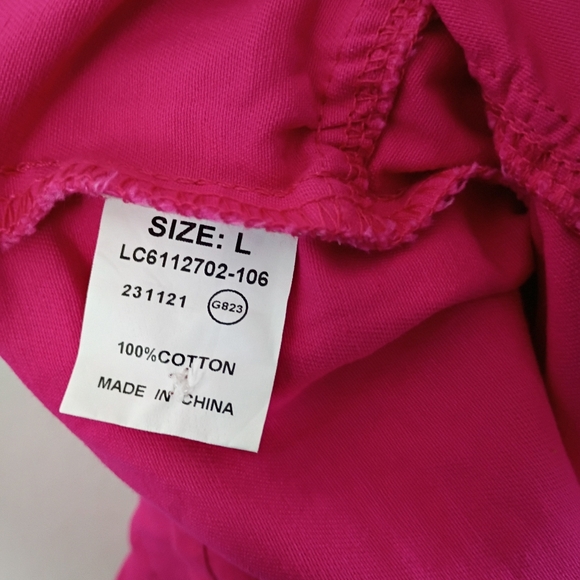 SIZE: L
LC6112702-106
231121 G823
100%COTTON
MADE IN CHINA